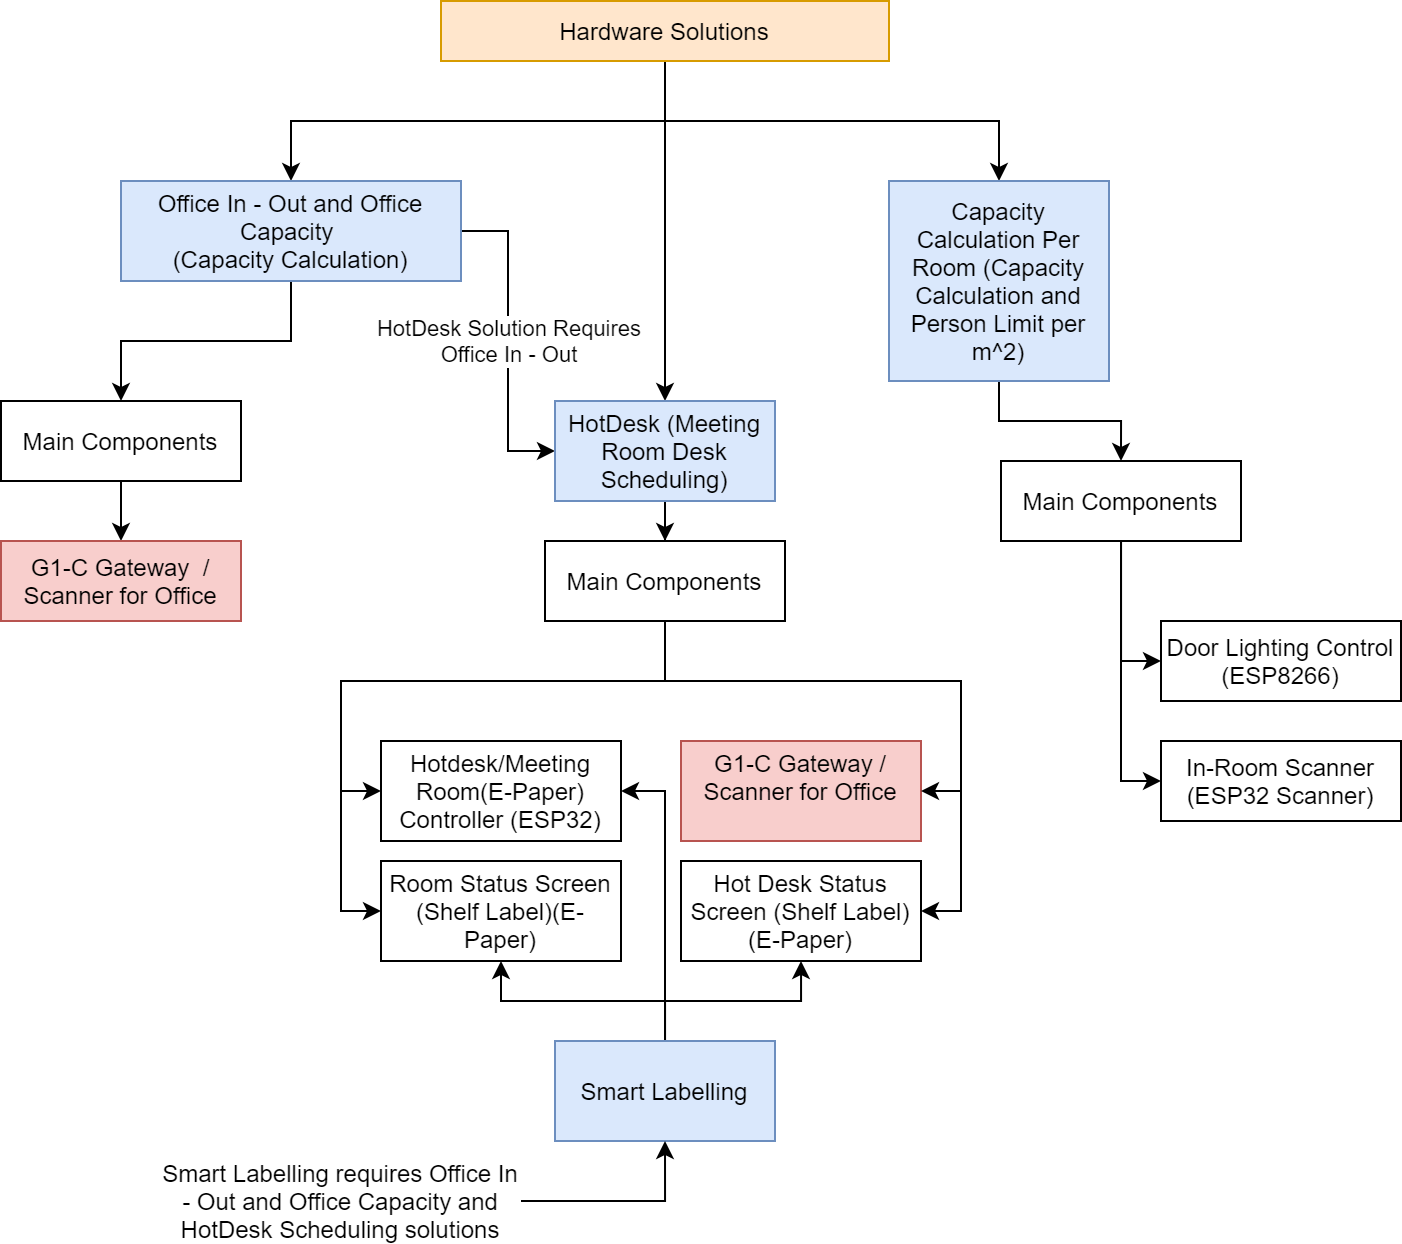 Hardware Solutions
Office In - Out and Office
Capacity
(Capacity Calculation)
Capacity
Calculation Per
Room (Capacity
Calculation and
Person Limit per
m^2)
HotDesk Solution Requires
Office In - Out
Main Components
HotDesk (Meeting
Room Desk
Scheduling)
Main Components
G1-C Gateway  /
Scanner for Office
Main Components
Door Lighting Control
(ESP8266)
Hotdesk/Meeting
Room(E-Paper)
Controller (ESP32)
G1-C Gateway /
Scanner for Office
In-Room Scanner
(ESP32 Scanner)
Room Status Screen
(Shelf Label)(E-
Paper)
Hot Desk Status
Screen (Shelf Label)
(E-Paper)
Smart Labelling
Smart Labelling requires Office In
- Out and Office Capacity and
HotDesk Scheduling solutions